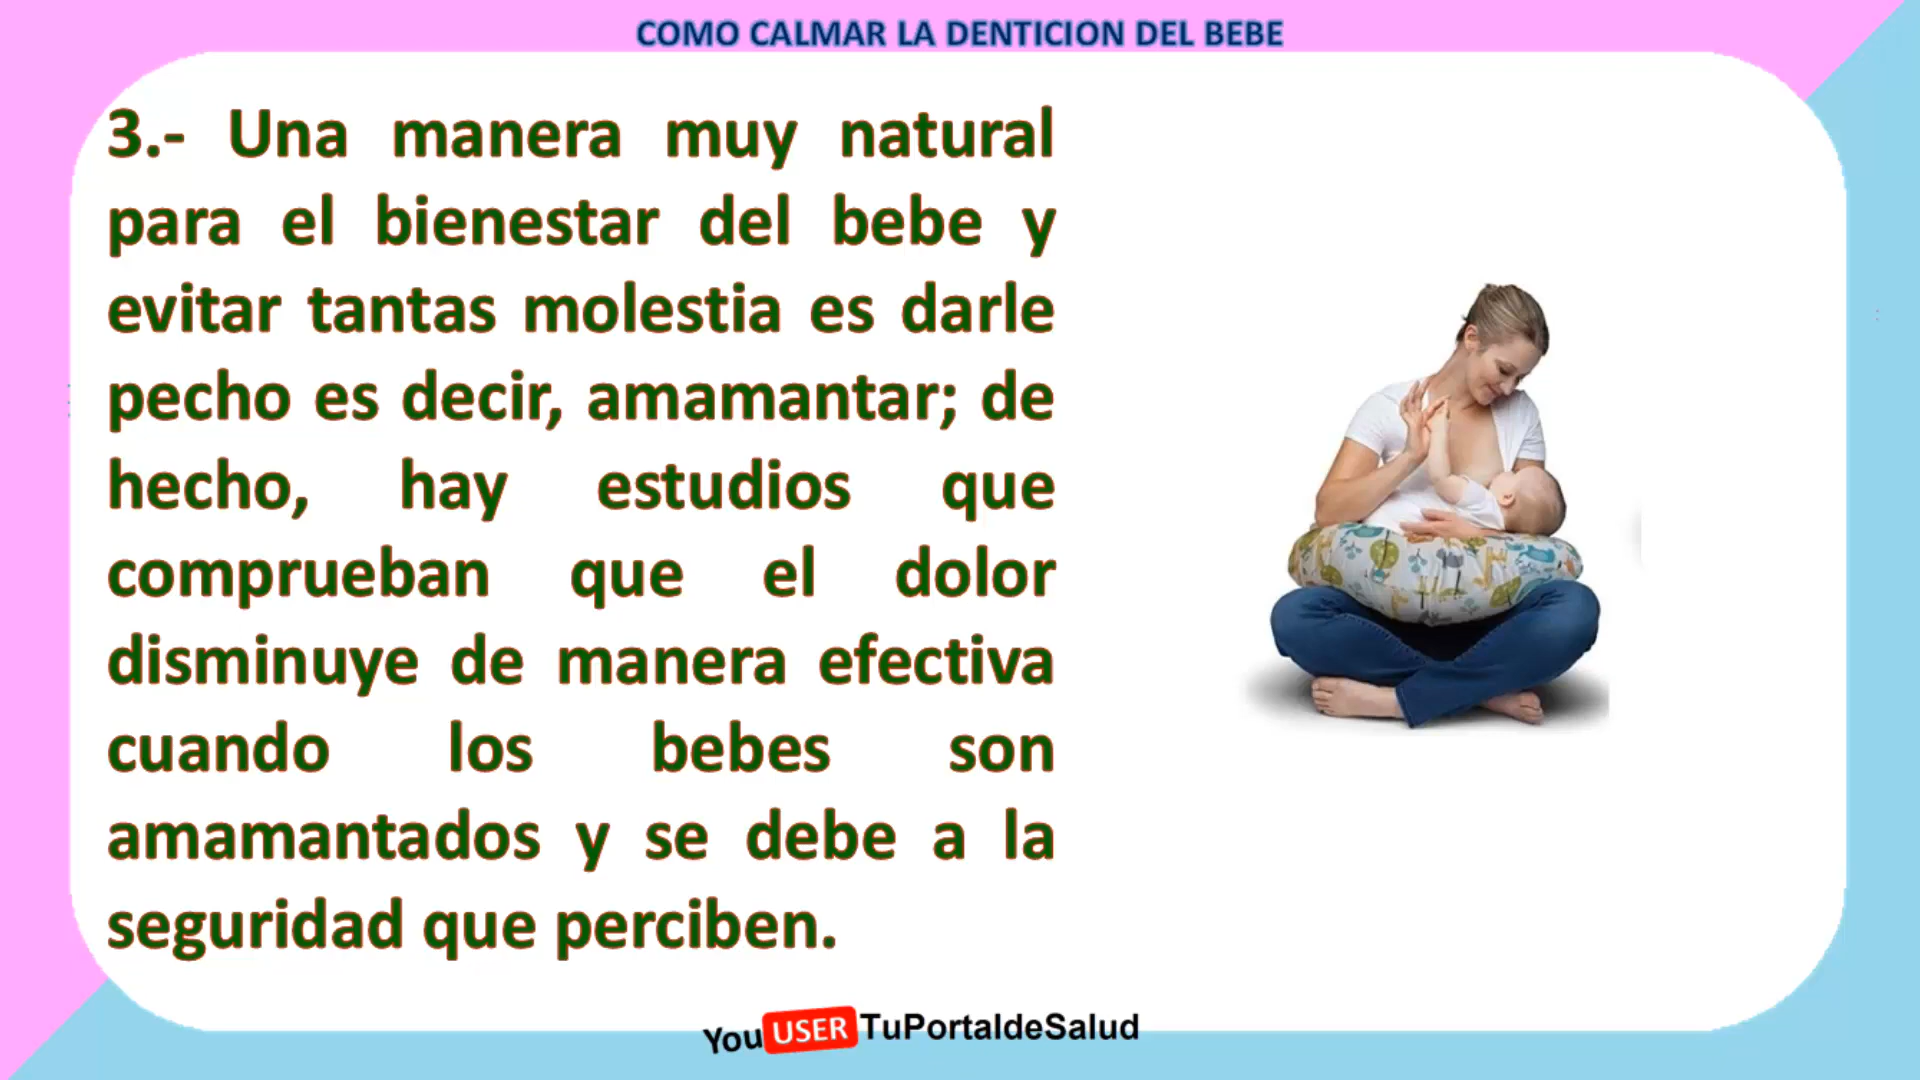 COMO CALMAR LA DENTICION DEL BEBE
3.- Una manera muy natural
para el bienestar del bebe y
evitar tantas molestia es darle
pecho es decir, amamantar; de
hecho, hay estudios que
comprueban que el dolor
disminuye de manera efectiva
cuando los bebes son
amamantados y se debe a la
seguridad que perciben.
You USER TuPortaldeSalud